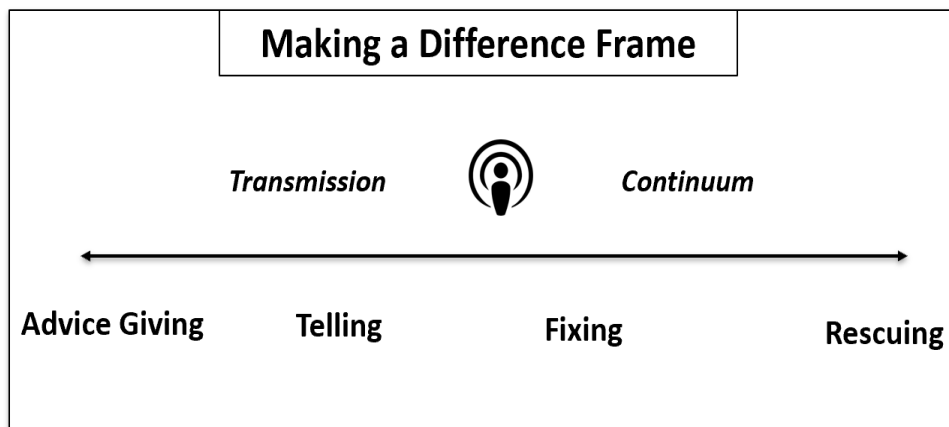 Making a Difference Frame
Transmission Continuum
Advice Giving Telling Fixing Rescuing